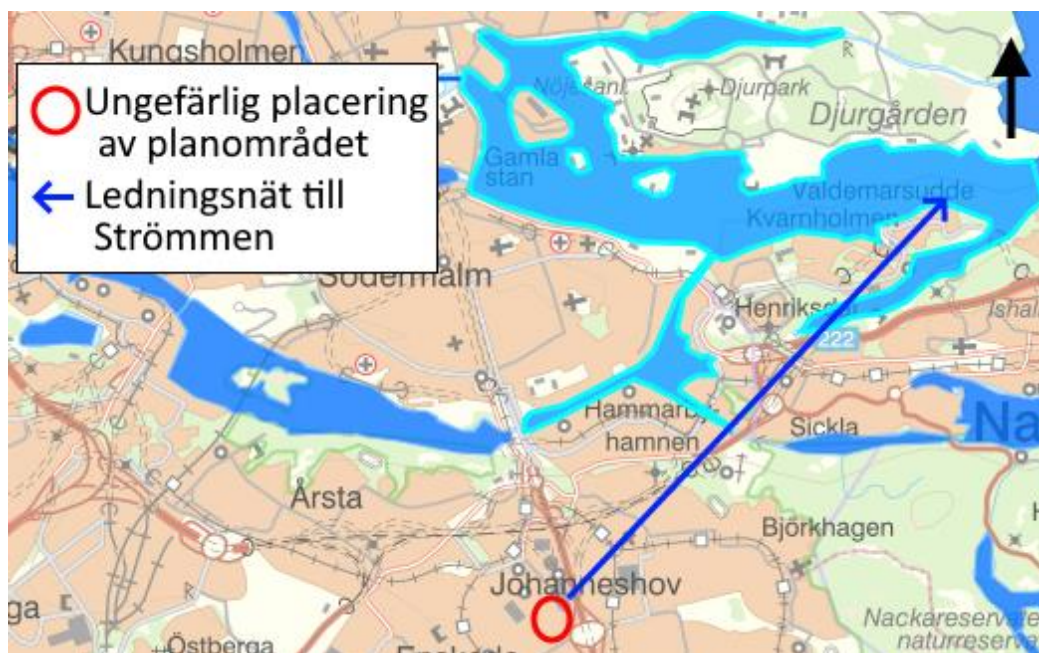 Kungsholmen
Ungefärlig placering
av planområdet
Ledningsnät till
Strömmen
Djurpark
Djurgården
Gamla
stan
Valdemarsudde
Kvarnholmen
Södermalm
222
Hammarby-
hamnen
Sickla
Årsta
Björkhagen
Johanneshov
Östberga
Nackareservatet
naturreservat